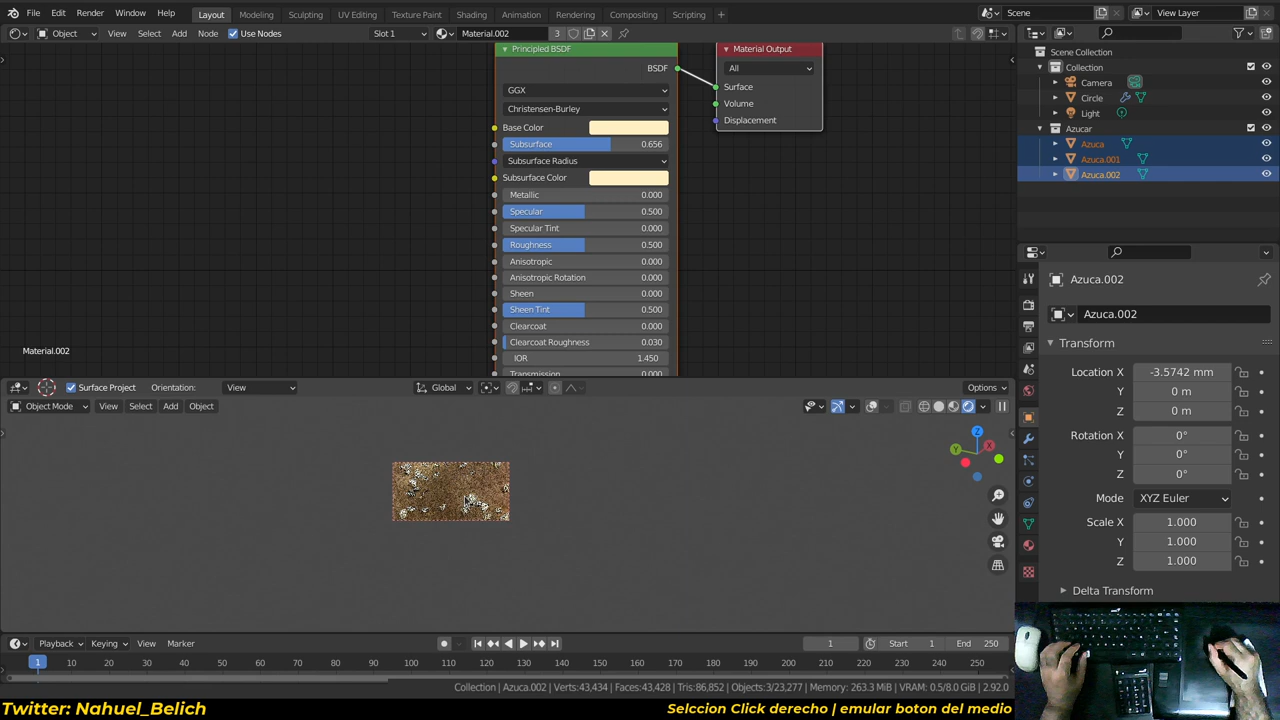 File Edit Render Window Help Layout Modeling Sculpting UV Editing Texture Paint Shading Animation Rendering Compositing Scripting + Scene View Layer
Object View Select Add Node Use Nodes Slot 1 Material.002 3
Principled BSDF
BSDF
GGX
Christensen-Burley
Base Color
Subsurface 0.656
Subsurface Radius
Subsurface Color
Metallic 0.000
Specular 0.500
Specular Tint 0.000
Roughness 0.500
Anisotropic 0.000
Anisotropic Rotation 0.000
Sheen 0.000
Sheen Tint 0.500
Clearcoat 0.000
Clearcoat Roughness 0.030
IOR 1.450
Transmission 0.000
Material Output
All
Surface
Volume
Displacement
Material.002
Scene Collection
Collection
Camera
Circle
Light
Azucar
Azuca
Azuca.001
Azuca.002
Azuca.002
Azuca.002
Transform
Location X -3.5742 mm
Y 0 m
Z 0 m
Rotation X 0°
Y 0°
Z 0°
Mode XYZ Euler
Scale X 1.000
Y 1.000
Z 1.000
Delta Transform
Surface Project Orientation: View Global Options
Object Mode View Select Add Object
Z
X
Y
Playback Keying View Marker 1 Start 1 End 250
1 10 20 30 40 50 60 70 80 90 100 110 120 130 140 150 160 170 180 190 200 210 220 230 240 250
Collection | Azuca.002 | Verts:43,434 | Faces:43,428 | Tris:86,852 | Objects:3/23,277 | Memory: 263.3 MiB | VRAM: 0.5/8.0 GiB | 2.92.0
Twitter: Nahuel_Belich
Selccion Click derecho | emular boton del medio